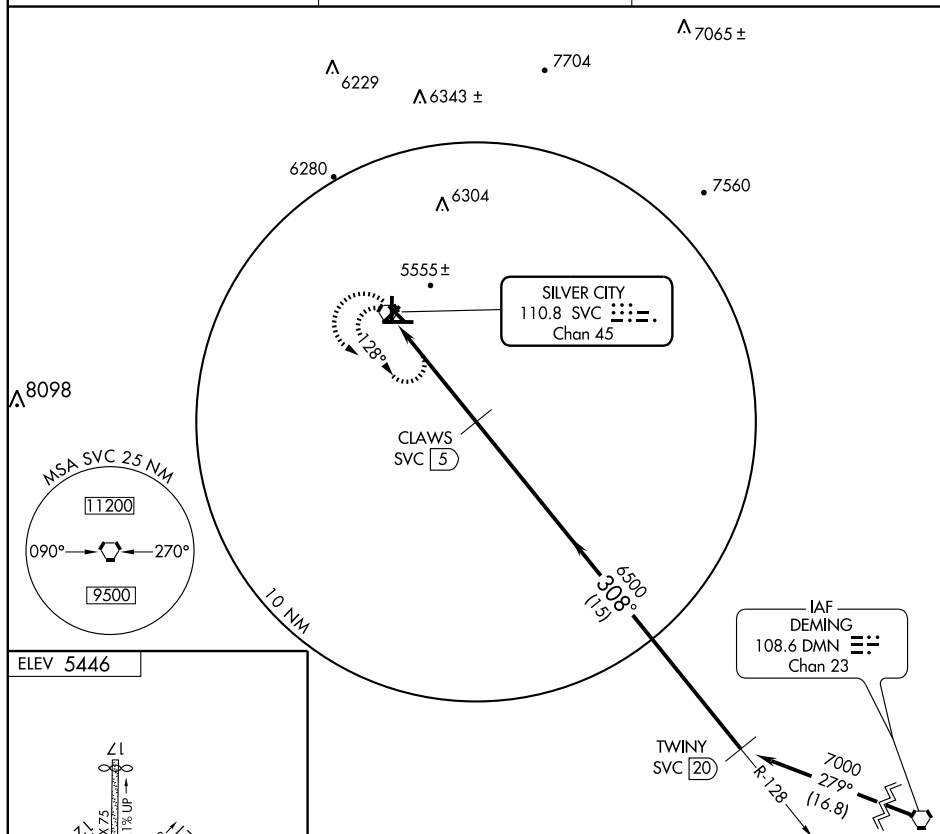 7065 ±
7704
6229
6343 ±
6280
7560
6304
5555 ±
SILVER CITY
110.8 SVC
Chan 45
128°
8098
CLAWS
SVC 5
MSA SVC 25 NM
11200
090°
270°
9500
6500
308°
(15)
10 NM
IAF
DEMING
108.6 DMN
Chan 23
ELEV 5446
TWINY
SVC 20
R-128
7000
279°
(16.8)
17
X 75
1% UP
12